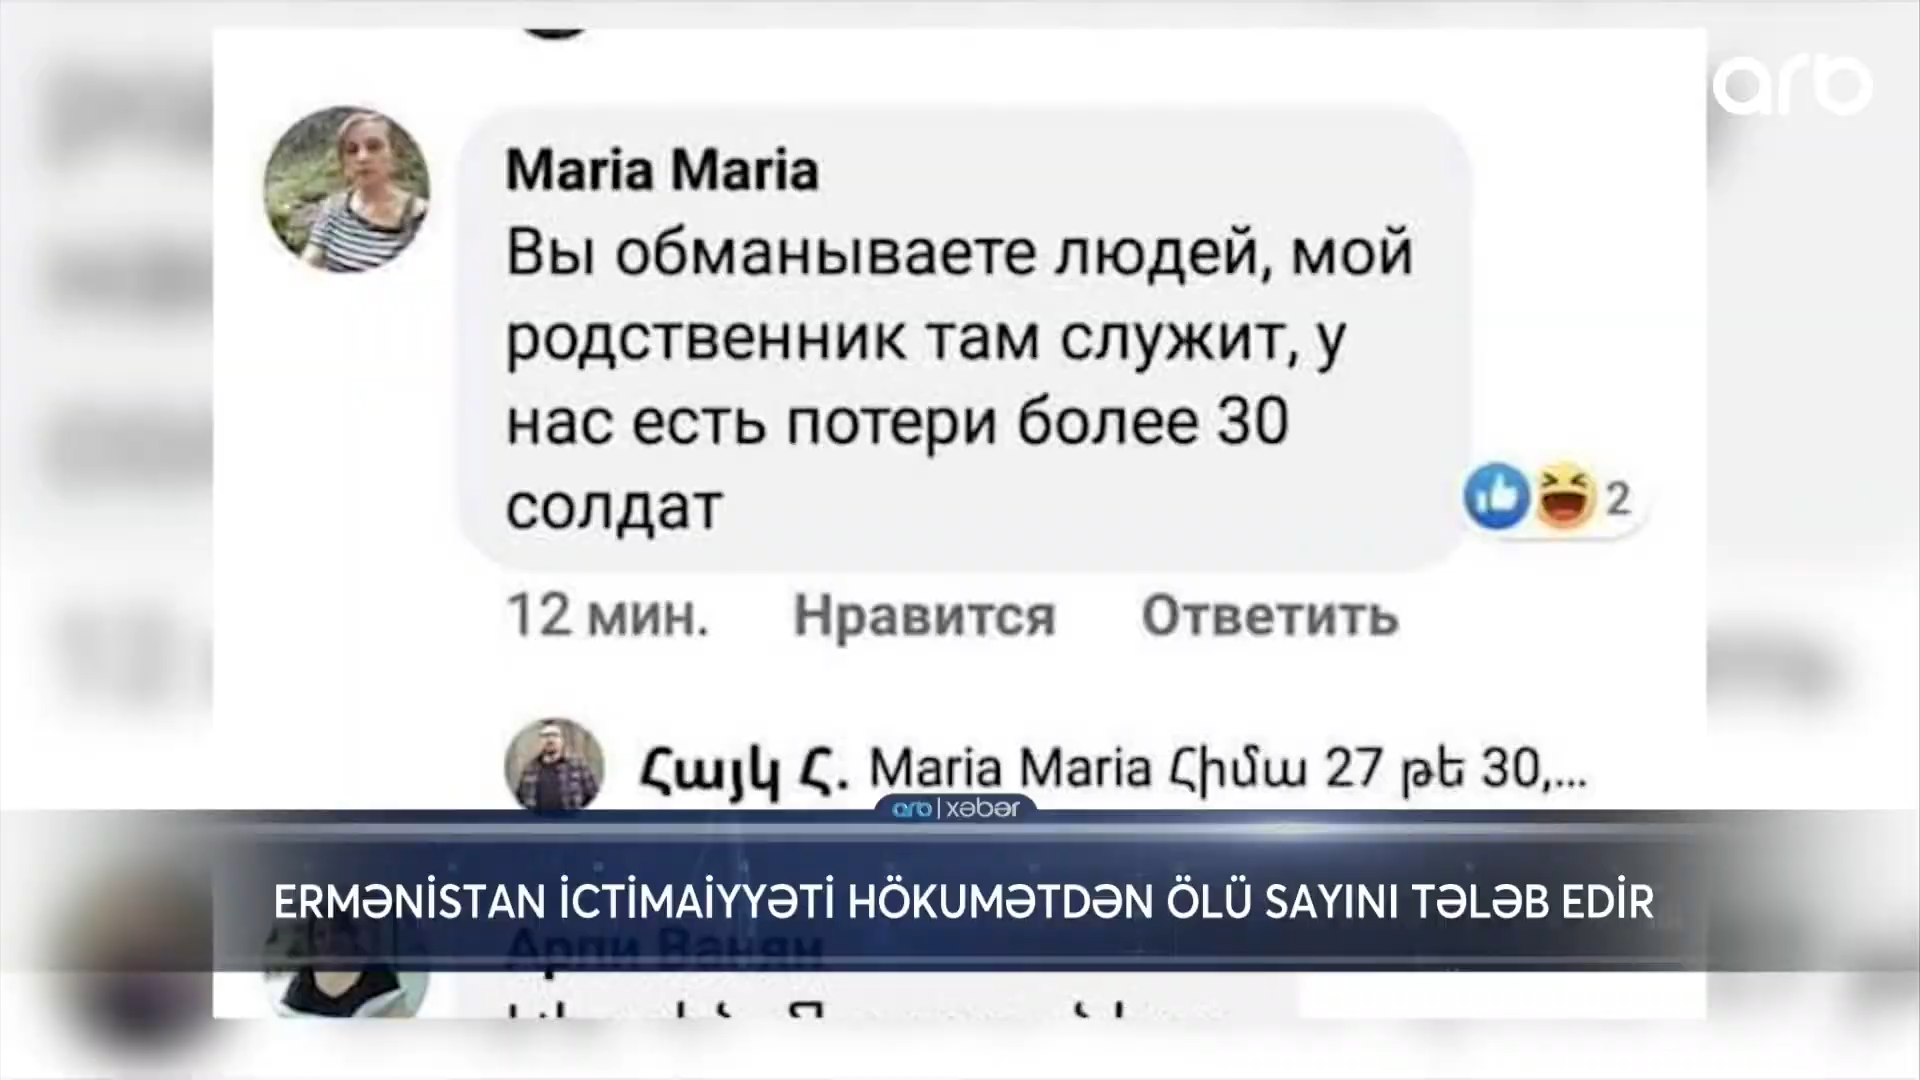 arb
Maria Maria
Вы обманываете людей, мой
родственник там служит, у
нас есть потери более 30
солдат
2
12 мин. Нравится Ответить
Հայկ Հ. Maria Maria Հիմա 27 թե 30,...
arb | xəbər
ERMƏNİSTAN İCTİMAİYYƏTİ HÖKUMƏTDƏN ÖLÜ SAYINI TƏLƏB EDİR
Арпи Ванян